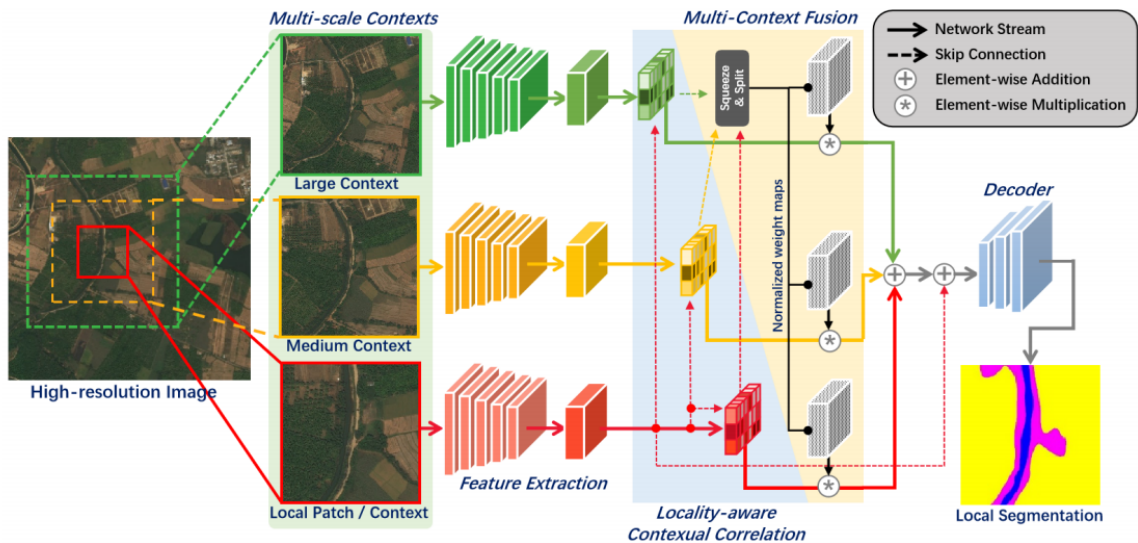 Multi-scale Contexts
Multi-Context Fusion
Network Stream
Skip Connection
Element-wise Addition
Element-wise Multiplication
Squeeze
& Split
Large Context
Normalized weight maps
Decoder
Medium Context
High-resolution Image
Feature Extraction
Local Patch / Context
Locality-aware
Contexual Correlation
Local Segmentation